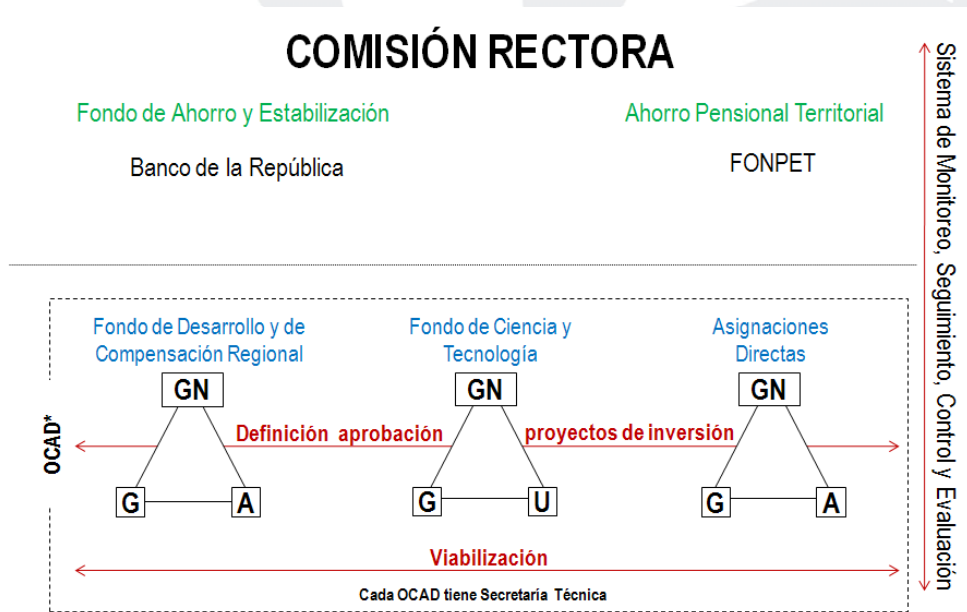 COMISIÓN RECTORA
Fondo de Ahorro y Estabilización
Banco de la República
Ahorro Pensional Territorial
FONPET
Sistema de Monitoreo, Seguimiento, Control y Evaluación
OCAD*
Fondo de Desarrollo y de
Compensación Regional
GN
G
A
Fondo de Ciencia y
Tecnología
GN
G
U
Asignaciones
Directas
GN
G
A
Definición aprobación
proyectos de inversión
Viabilización
Cada OCAD tiene Secretaría Técnica